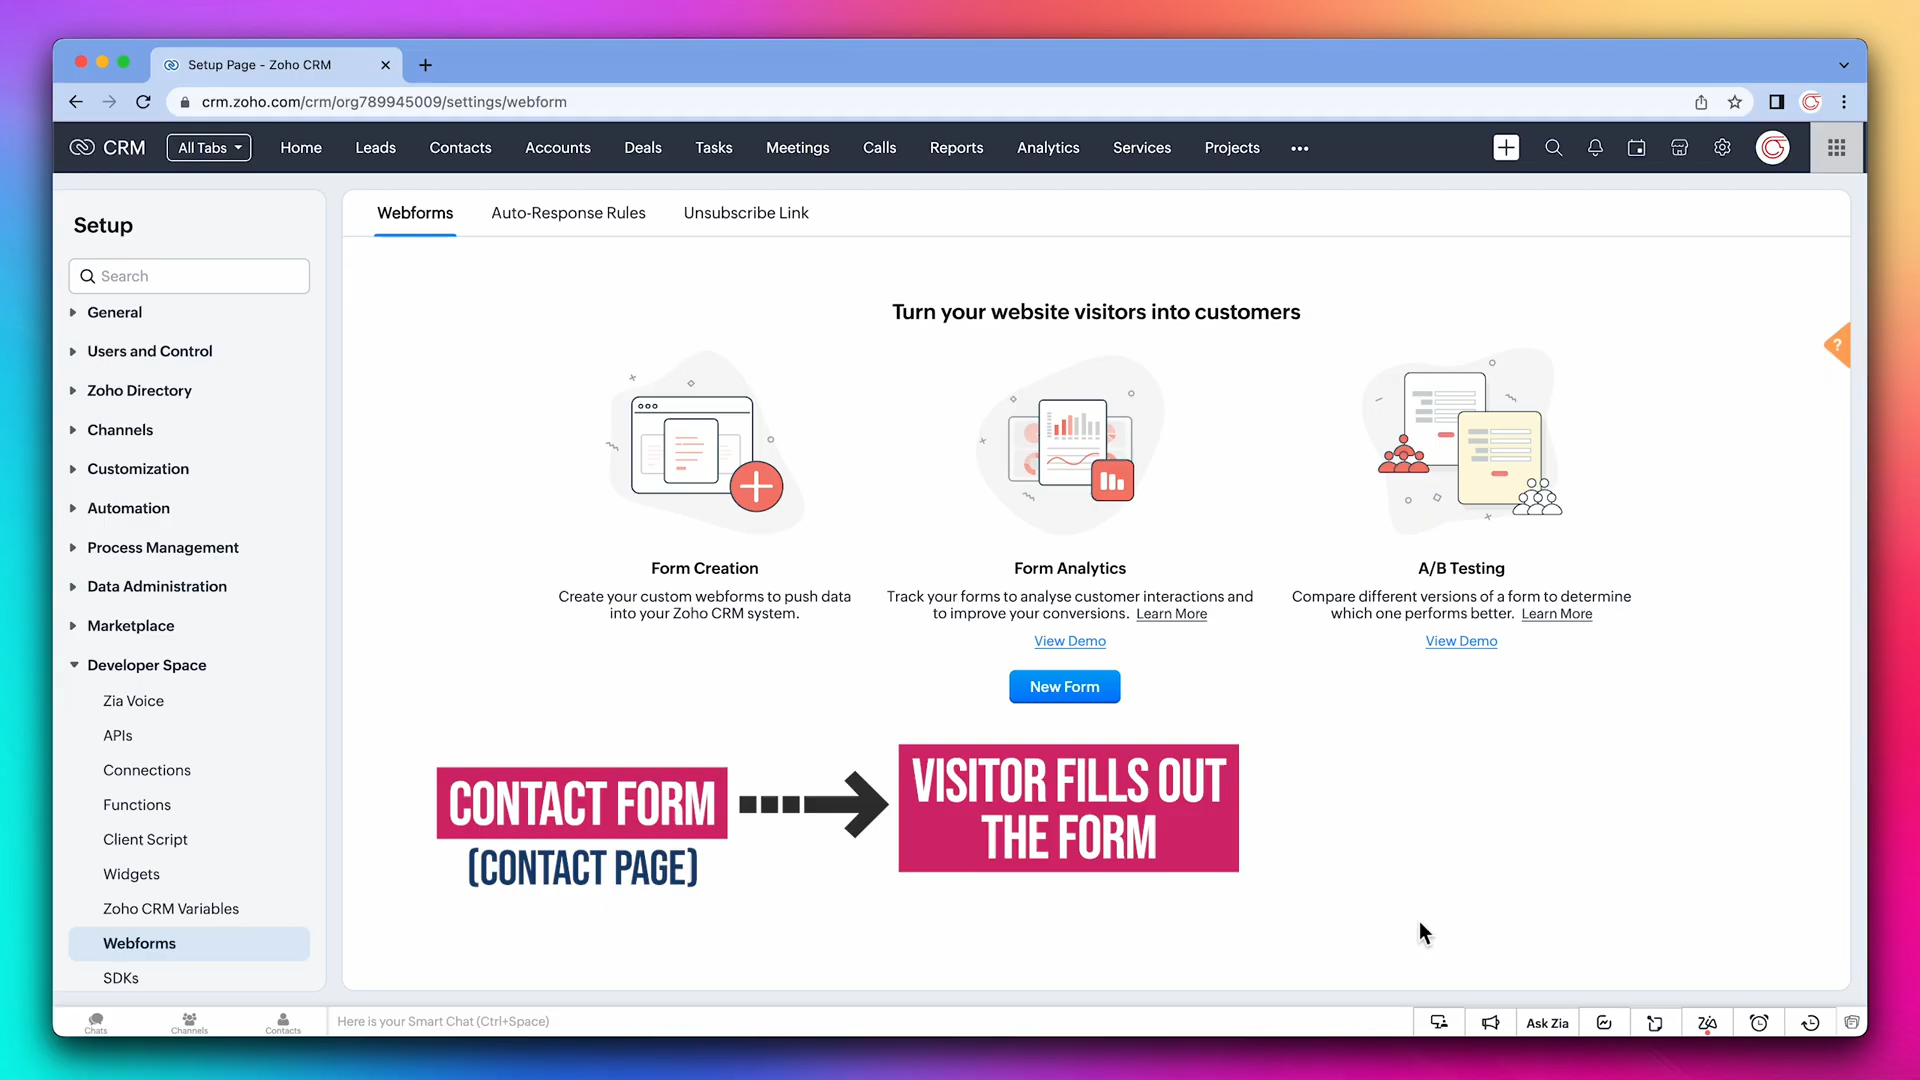 Setup Page - Zoho CRM
crm.zoho.com/crm/org789945009/settings/webform
CRM
All Tabs
Home
Leads
Contacts
Accounts
Deals
Tasks
Meetings
Calls
Reports
Analytics
Services
Projects
Setup
Search
General
Users and Control
Zoho Directory
Channels
Customization
Automation
Process Management
Data Administration
Marketplace
Developer Space
Zia Voice
APIs
Connections
Functions
Client Script
Widgets
Zoho CRM Variables
Webforms
SDKs
Webforms
Auto-Response Rules
Unsubscribe Link
Turn your website visitors into customers
Form Creation
Create your custom webforms to push data
into your Zoho CRM system.
Form Analytics
Track your forms to analyse customer interactions and
to improve your conversions. Learn More
View Demo
A/B Testing
Compare different versions of a form to determine
which one performs better. Learn More
View Demo
New Form
CONTACT FORM
(CONTACT PAGE)
VISITOR FILLS OUT
THE FORM
?
Chats
Channels
Contacts
Here is your Smart Chat (Ctrl+Space)
Ask Zia